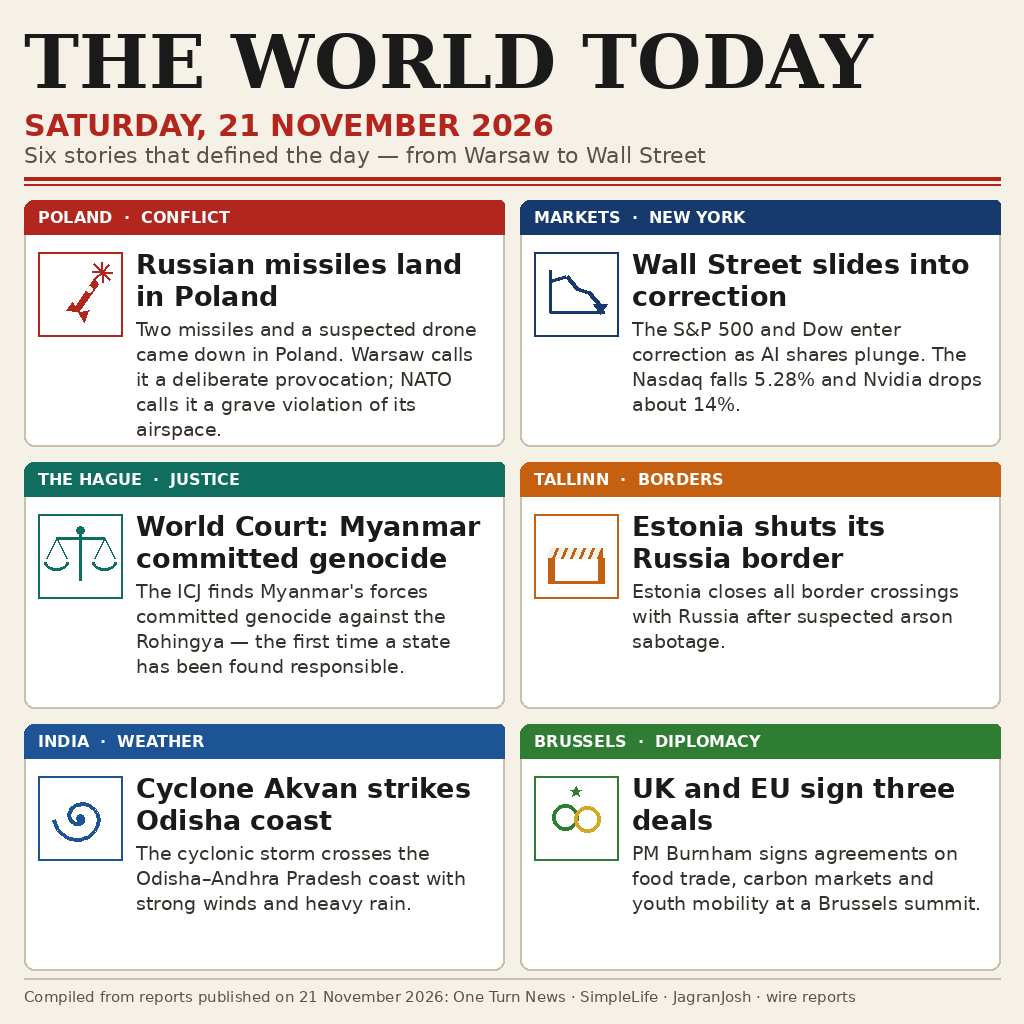 THE WORLD TODAY
SATURDAY, 21 NOVEMBER 2026
Six stories that defined the day — from Warsaw to Wall Street
POLAND · CONFLICT
Russian missiles land
in Poland
Two missiles and a suspected drone
came down in Poland. Warsaw calls
it a deliberate provocation; NATO
calls it a grave violation of its
airspace.
MARKETS · NEW YORK
Wall Street slides into
correction
The S&P 500 and Dow enter
correction as AI shares plunge. The
Nasdaq falls 5.28% and Nvidia drops
about 14%.
THE HAGUE · JUSTICE
World Court: Myanmar
committed genocide
The ICJ finds Myanmar's forces
committed genocide against the
Rohingya — the first time a state
has been found responsible.
TALLINN · BORDERS
Estonia shuts its
Russia border
Estonia closes all border crossings
with Russia after suspected arson
sabotage.
INDIA · WEATHER
Cyclone Akvan strikes
Odisha coast
The cyclonic storm crosses the
Odisha–Andhra Pradesh coast with
strong winds and heavy rain.
BRUSSELS · DIPLOMACY
UK and EU sign three
deals
PM Burnham signs agreements on
food trade, carbon markets and
youth mobility at a Brussels summit.
Compiled from reports published on 21 November 2026: One Turn News · SimpleLife · JagranJosh · wire reports